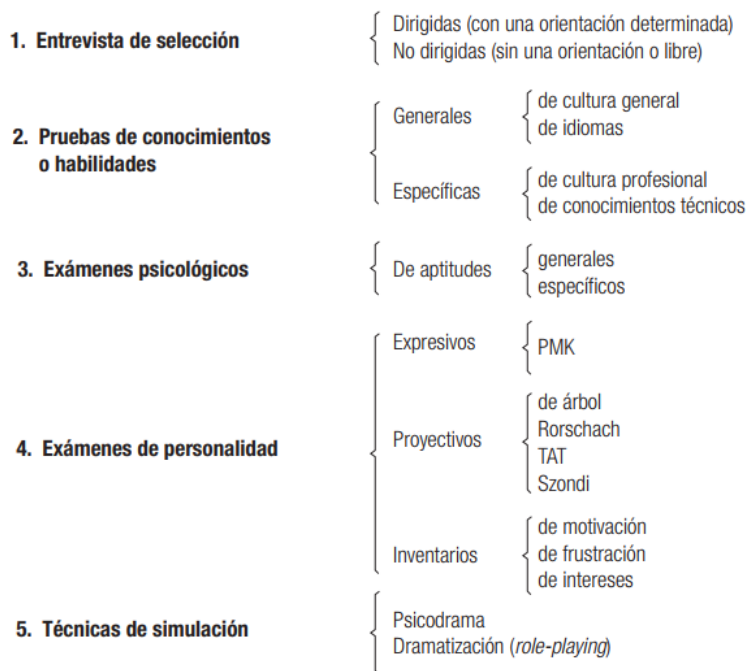 1. Entrevista de selección
Dirigidas (con una orientación determinada)
No dirigidas (sin una orientación o libre)
2. Pruebas de conocimientos
o habilidades
Generales
de cultura general
de idiomas
Específicas
de cultura profesional
de conocimientos técnicos
3. Exámenes psicológicos
De aptitudes
generales
específicos
4. Exámenes de personalidad
Expresivos
PMK
Proyectivos
de árbol
Rorschach
TAT
Szondi
Inventarios
de motivación
de frustración
de intereses
5. Técnicas de simulación
Psicodrama
Dramatización (role-playing)